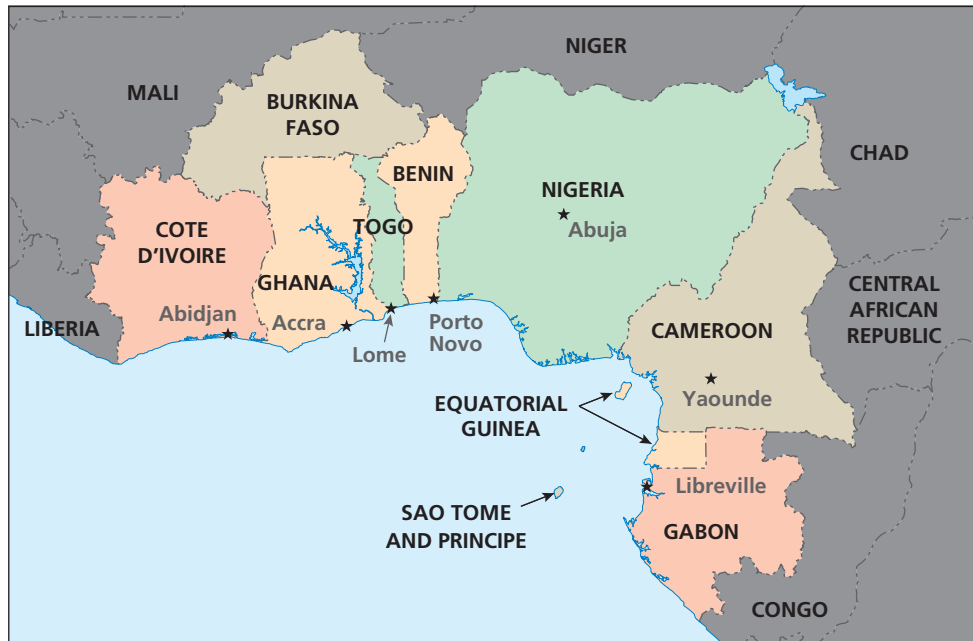 NIGER
MALI
BURKINA
FASO
CHAD
BENIN
NIGERIA
Abuja
COTE
D'IVOIRE
TOGO
GHANA
CENTRAL
AFRICAN
REPUBLIC
LIBERIA
Abidjan
Accra
Lome
Porto
Novo
CAMEROON
Yaounde
EQUATORIAL
GUINEA
Libreville
SAO TOME
AND PRINCIPE
GABON
CONGO